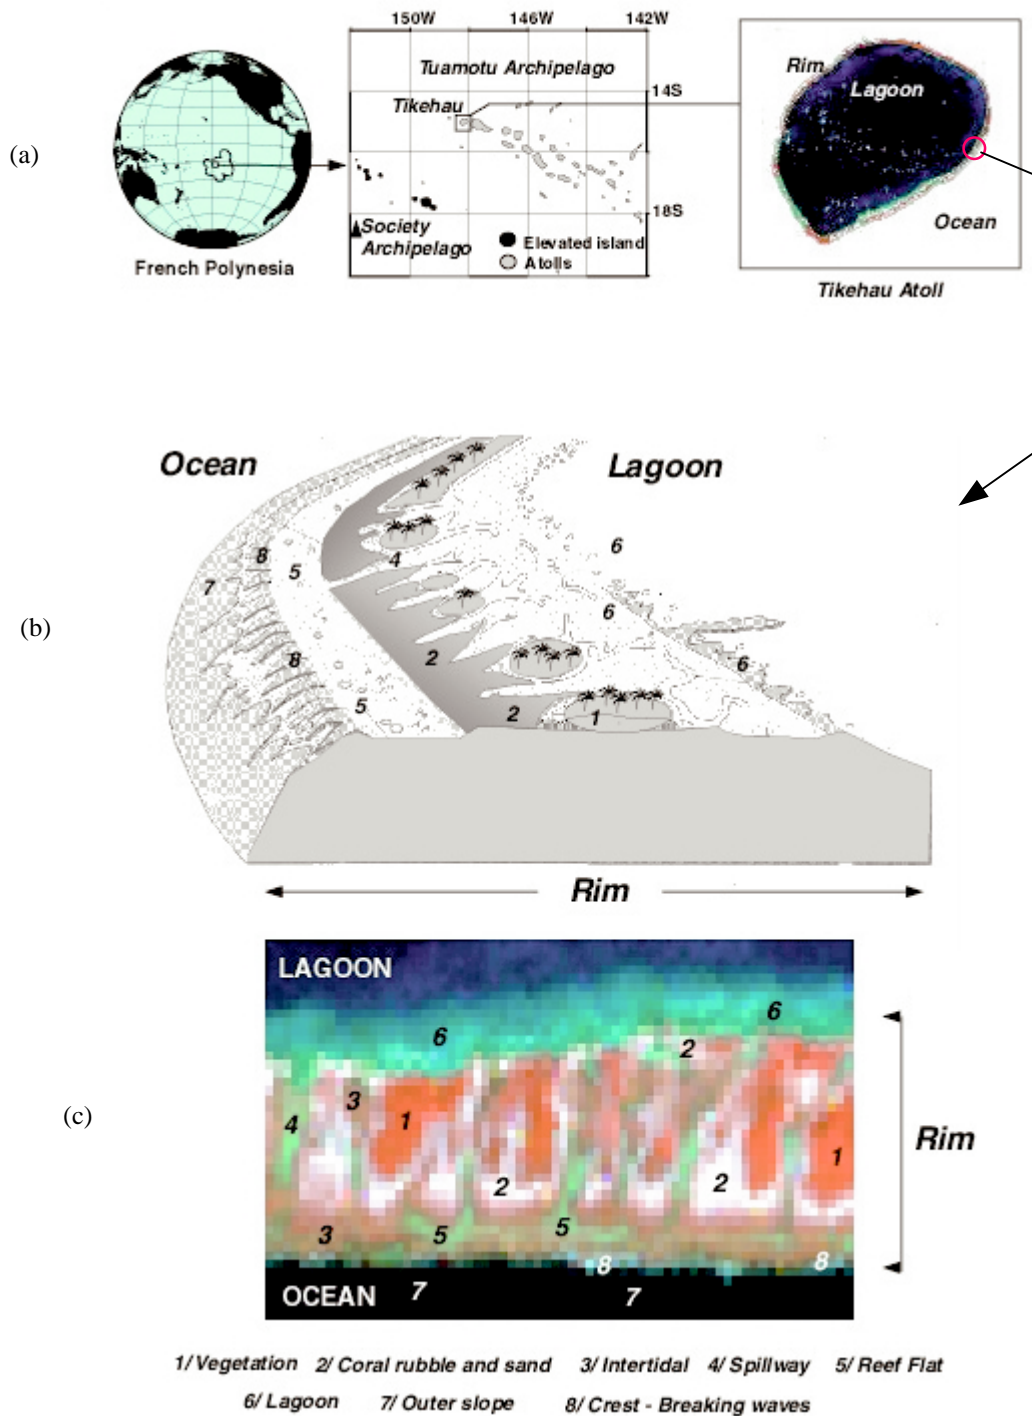 (a)
150W 146W 142W
Tuamotu Archipelago
Tikehau
14S
18S
Society
Archipelago
Elevated island
Atolls
French Polynesia
Rim
Lagoon
Ocean
Tikehau Atoll
(b)
Ocean
Lagoon
8
5
7
4
6
6
8
2
6
5
2
1
Rim
(c)
LAGOON
6
6
2
3
1
4
1
2
2
3
5
5
8
8
7
7
OCEAN
Rim
1/ Vegetation 2/ Coral rubble and sand 3/ Intertidal 4/ Spillway 5/ Reef Flat
6/ Lagoon 7/ Outer slope 8/ Crest - Breaking waves